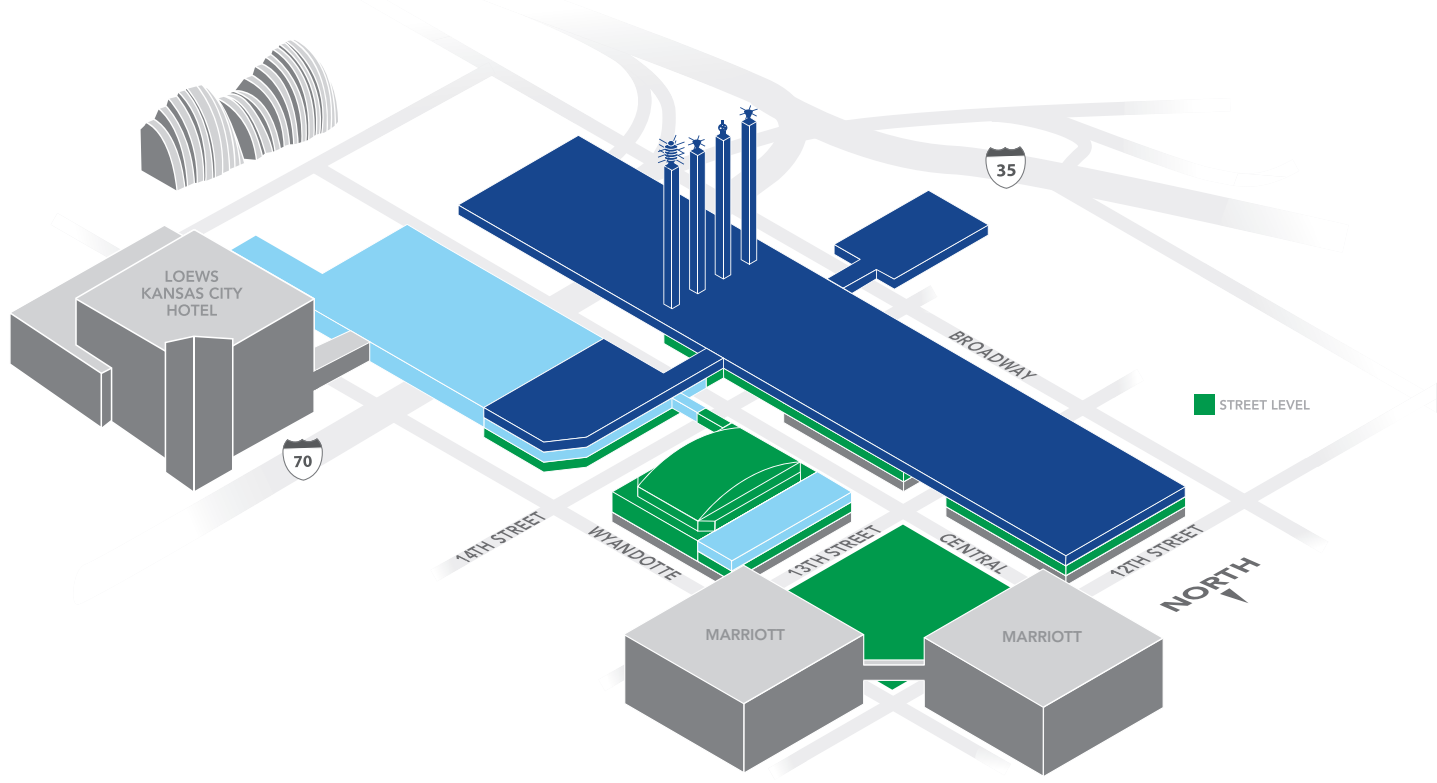 35
LOEWS
KANSAS CITY
HOTEL
BROADWAY
STREET LEVEL
70
14TH STREET
WYANDOTTE
13TH STREET
CENTRAL
12TH STREET
NORTH
MARRIOTT
MARRIOTT